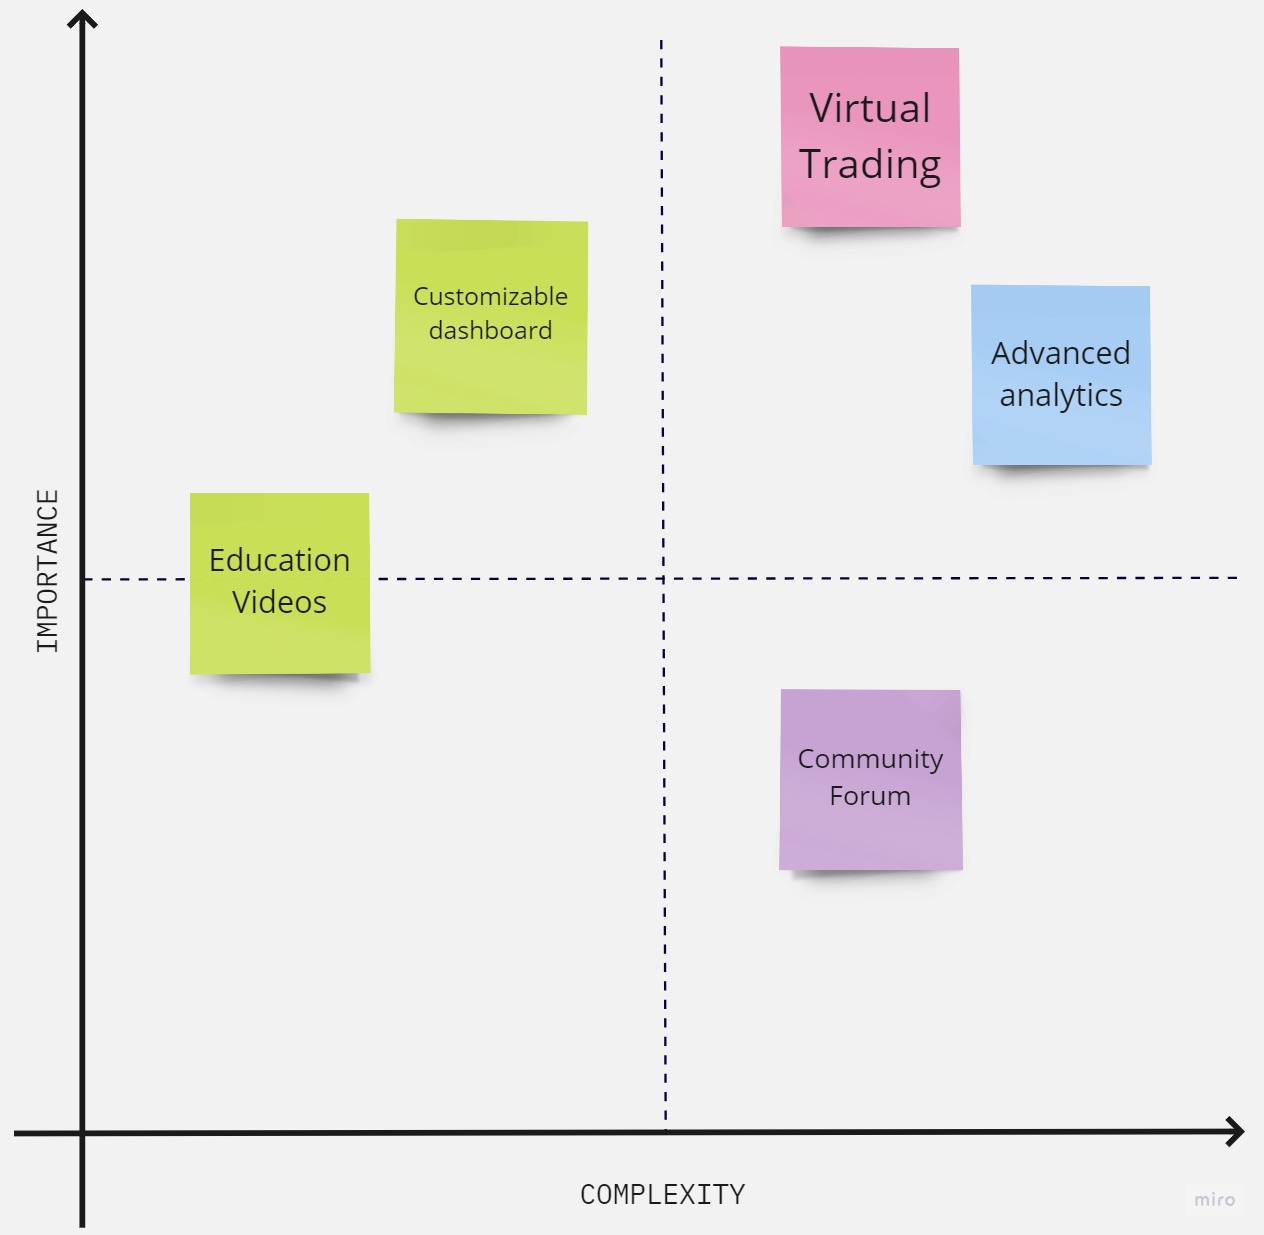 Virtual
Trading
Customizable
dashboard
Advanced
analytics
IMPORTANCE
Education
Videos
Community
Forum
COMPLEXITY
miro